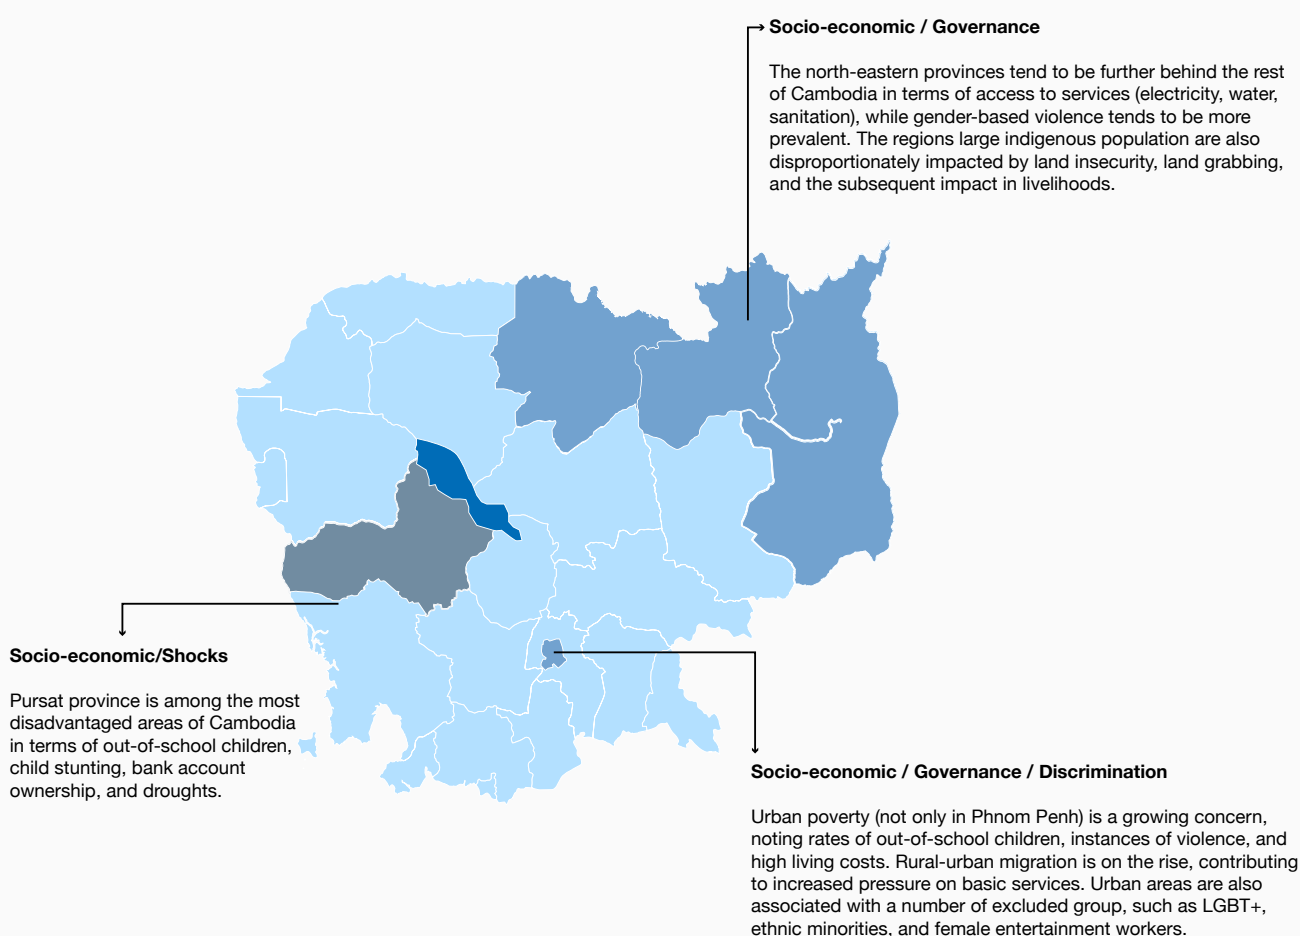 Socio-economic / Governance
The north-eastern provinces tend to be further behind the rest
of Cambodia in terms of access to services (electricity, water,
sanitation), while gender-based violence tends to be more
prevalent. The regions large indigenous population are also
disproportionately impacted by land insecurity, land grabbing,
and the subsequent impact in livelihoods.
Socio-economic/Shocks
Pursat province is among the most
disadvantaged areas of Cambodia
in terms of out-of-school children,
child stunting, bank account
ownership, and droughts.
Socio-economic / Governance / Discrimination
Urban poverty (not only in Phnom Penh) is a growing concern,
noting rates of out-of-school children, instances of violence, and
high living costs. Rural-urban migration is on the rise, contributing
to increased pressure on basic services. Urban areas are also
associated with a number of excluded group, such as LGBT+,
ethnic minorities, and female entertainment workers.